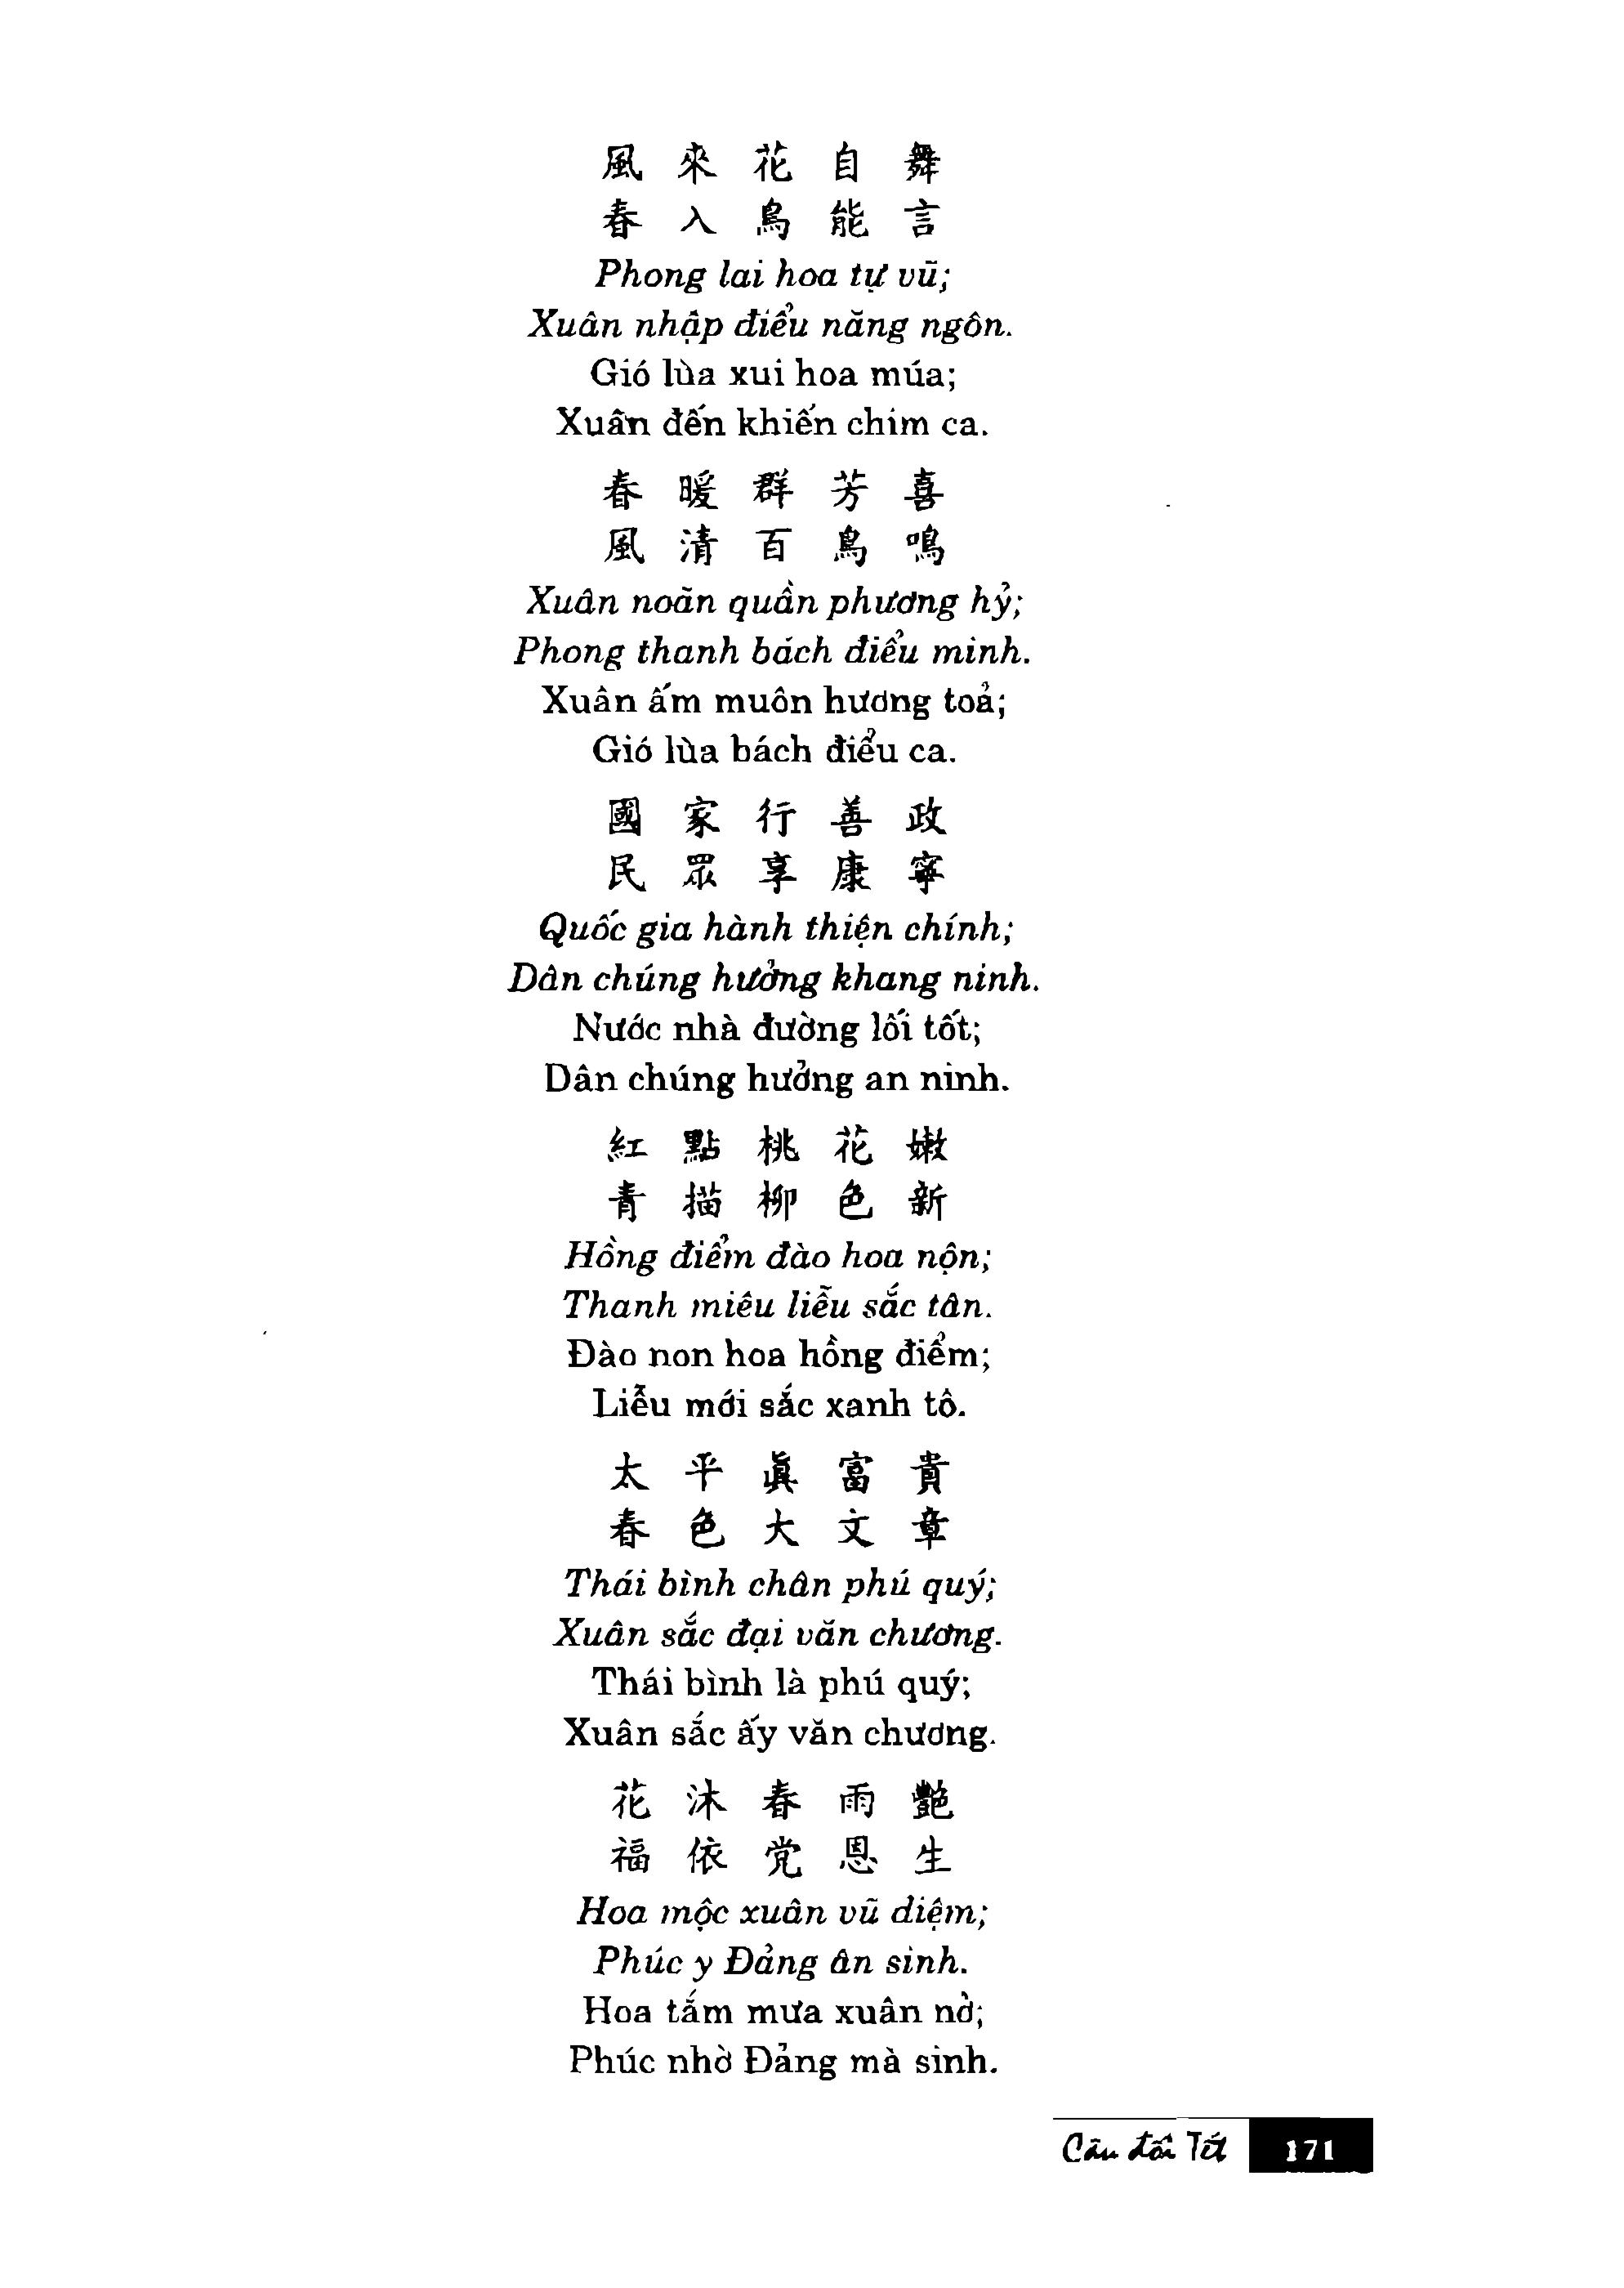 風 來 花 自 舞
春 入 鳥 能 言
Phong lai hoa tự vũ;
Xuân nhập điểu năng ngôn.
Gió lùa xui hoa múa;
Xuân đến khiến chim ca.
春 暖 群 芳 喜
風 清 百 鳥 鳴
Xuân noãn quần phương hỷ;
Phong thanh bách điểu minh.
Xuân ấm muôn hương toả;
Gió lùa bách điểu ca.
國 家 行 善 政
民 眾 享 康 寧
Quốc gia hành thiện chính;
Dân chúng hưởng khang ninh.
Nước nhà đường lối tốt;
Dân chúng hưởng an ninh.
紅 點 桃 花 嫩
青 描 柳 色 新
Hồng điểm đào hoa nộn;
Thanh miêu liễu sắc tân.
Đào non hoa hồng điểm;
Liễu mới sắc xanh tô.
太 平 眞 富 貴
春 色 大 文 章
Thái bình chân phú quý;
Xuân sắc đại văn chương.
Thái bình là phú quý;
Xuân sắc ấy văn chương.
花 沐 春 雨 艷
福 依 党 恩 生
Hoa mộc xuân vũ diệm;
Phúc y Đảng ân sinh.
Hoa tắm mưa xuân nở;
Phúc nhờ Đảng mà sinh.
Câu đối Tết 171